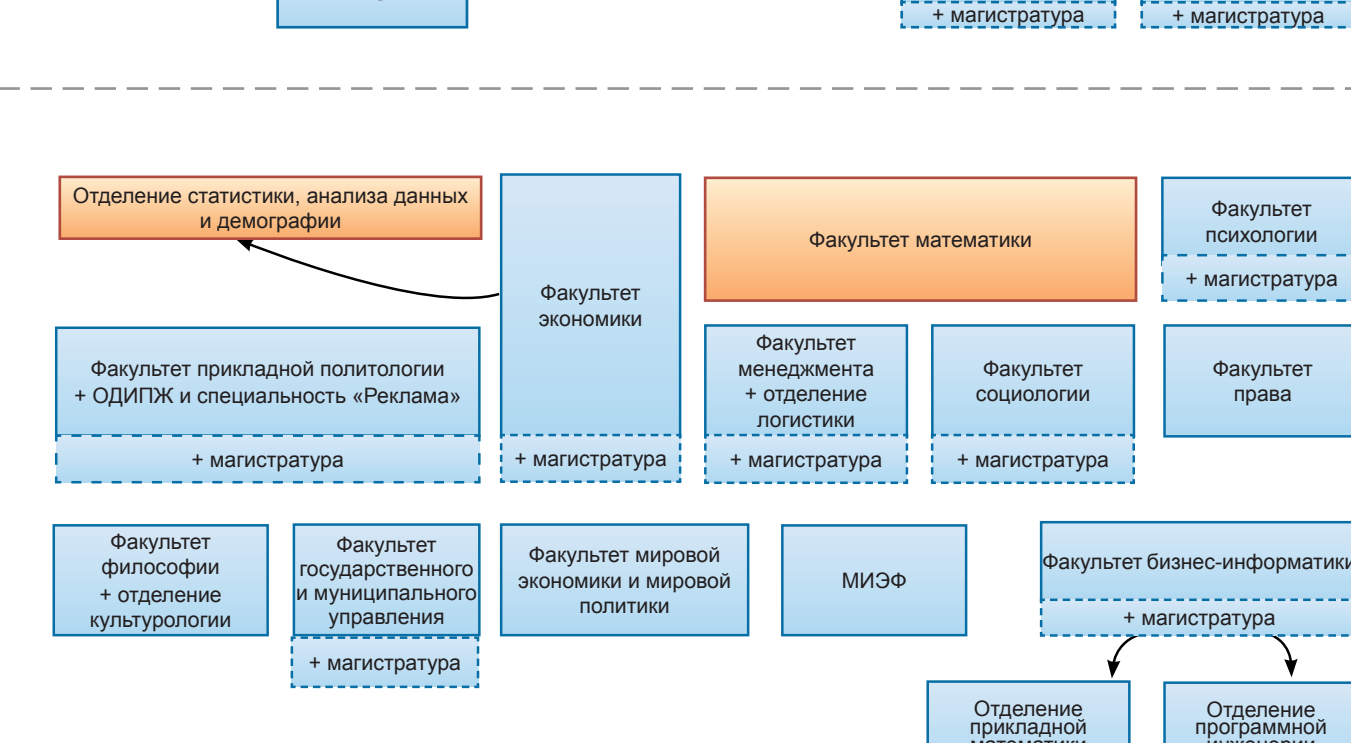 + магистратура
+ магистратура
Отделение статистики, анализа данных
и демографии
Факультет
экономики
+ магистратура
Факультет математики
Факультет
психологии
+ магистратура
Факультет прикладной политологии
+ ОДИПЖ и специальность «Реклама»
+ магистратура
Факультет
менеджмента
+ отделение
логистики
+ магистратура
Факультет
социологии
+ магистратура
Факультет
права
Факультет
философии
+ отделение
культурологии
Факультет
государственного
и муниципального
управления
+ магистратура
Факультет мировой
экономики и мировой
политики
МИЭФ
Факультет бизнес-информатики
+ магистратура
Отделение
прикладной
математики
Отделение
программной
инженерии